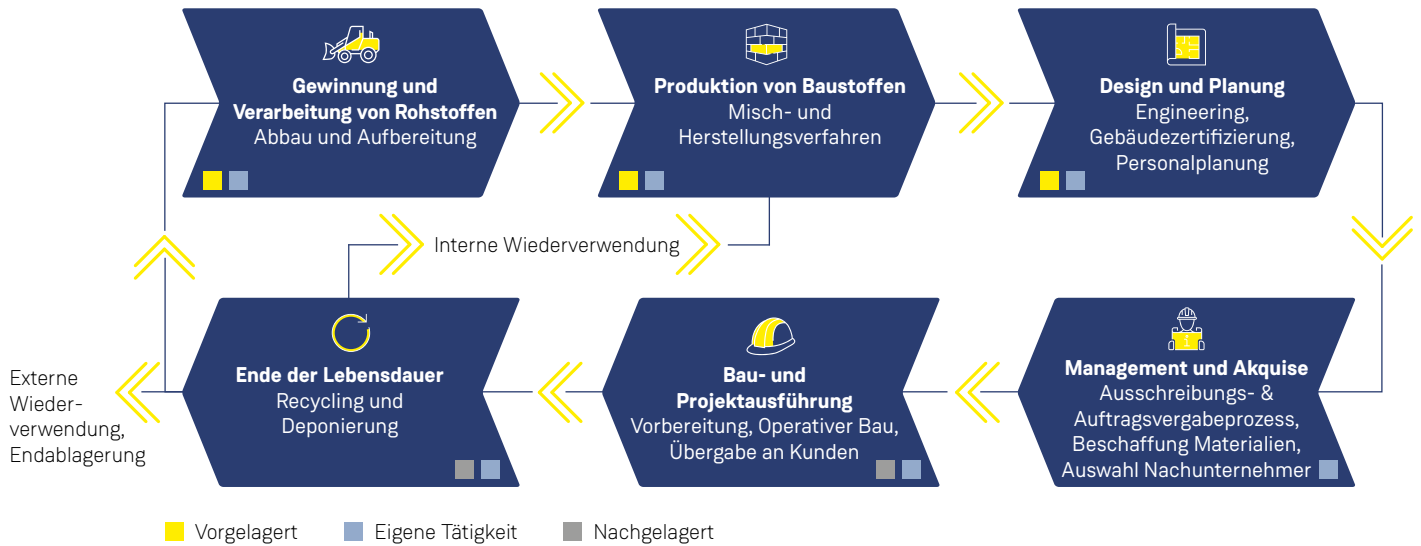 Gewinnung und
Verarbeitung von Rohstoffen
Abbau und Aufbereitung
Produktion von Baustoffen
Misch- und
Herstellungsverfahren
Design und Planung
Engineering,
Gebäudezertifizierung,
Personalplanung
Interne Wiederverwendung
Management und Akquise
Ausschreibungs- &
Auftragsvergabeprozess,
Beschaffung Materialien,
Auswahl Nachunternehmer
Bau- und
Projektausführung
Vorbereitung, Operativer Bau,
Übergabe an Kunden
Ende der Lebensdauer
Recycling und
Deponierung
Externe
Wieder-
verwendung,
Endablagerung
Vorgelagert
Eigene Tätigkeit
Nachgelagert